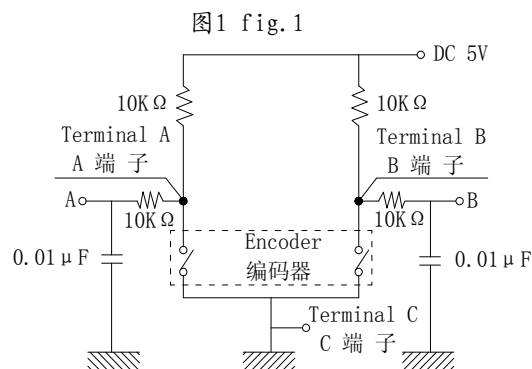 图1 fig.1
DC 5V
10KΩ
10KΩ
Terminal A
A 端 子
Terminal B
B 端 子
A
10KΩ
10KΩ
B
Encoder
编码器
0.01μF
0.01μF
Terminal C
C 端 子